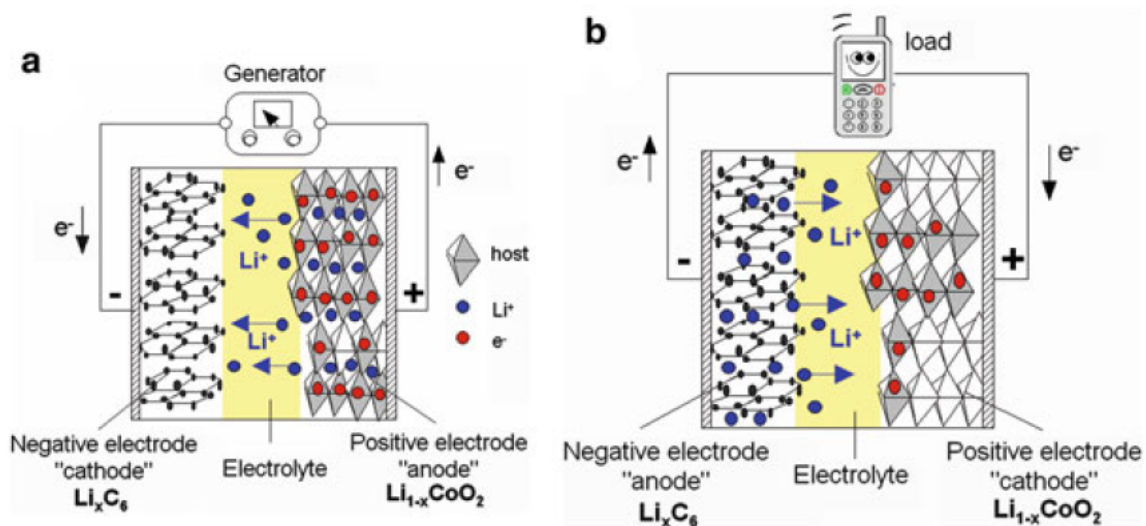 a
Generator
e-
e-
Li+
Li+
-
+
host
Li+
e-
Negative electrode
"cathode"
LixC6
Electrolyte
Positive electrode
"anode"
Li1-xCoO2
b
load
e-
e-
Li+
Li+
-
+
Negative electrode
"anode"
LixC6
Electrolyte
Positive electrode
"cathode"
Li1-xCoO2